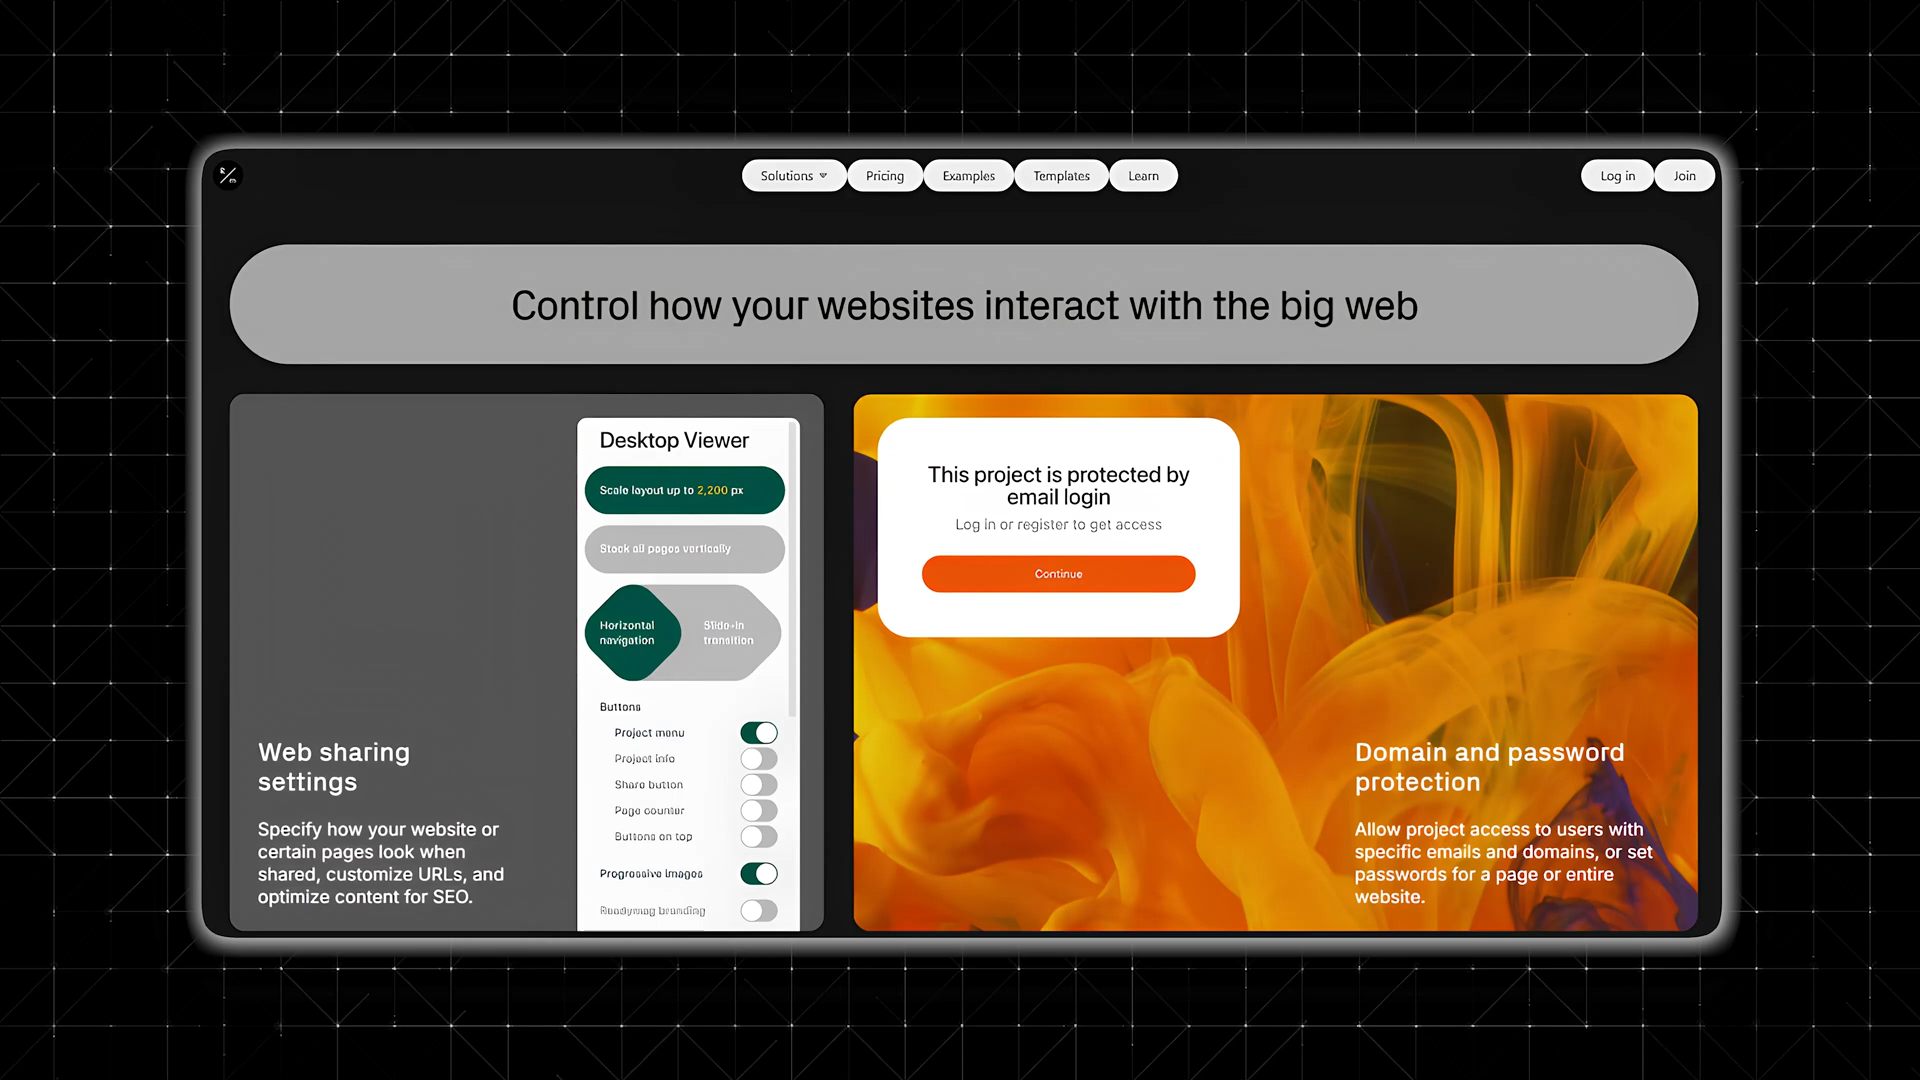 R/m
Solutions
Pricing
Examples
Templates
Learn
Log in
Join
Control how your websites interact with the big web
Desktop Viewer
Scale layout up to 2,200 px
Stack all pages vertically
Horizontal
navigation
Slide-in
transition
Buttons
Project menu
Project info
Share button
Page counter
Buttons on top
Progressive images
Readymag branding
Web sharing
settings
Specify how your website or
certain pages look when
shared, customize URLs, and
optimize content for SEO.
This project is protected by
email login
Log in or register to get access
Continue
Domain and password
protection
Allow project access to users with
specific emails and domains, or set
passwords for a page or entire
website.